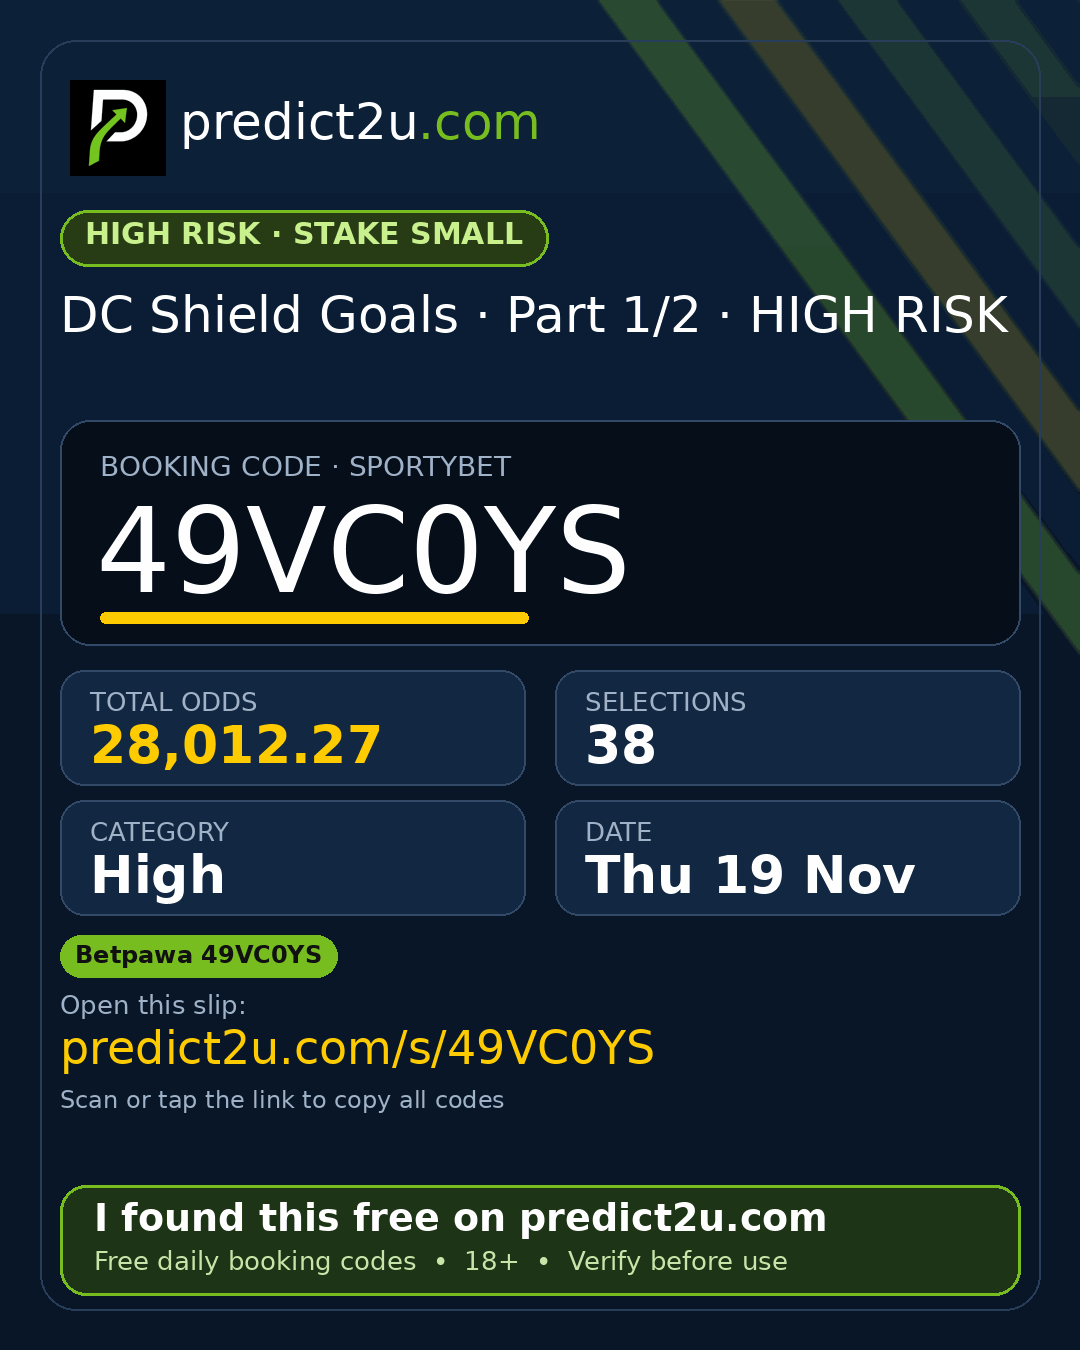 predict2u.com
HIGH RISK · STAKE SMALL
DC Shield Goals · Part 1/2 · HIGH RISK
BOOKING CODE · SPORTYBET
49VC0YS
TOTAL ODDS
28,012.27
SELECTIONS
38
CATEGORY
High
DATE
Thu 19 Nov
Betpawa 49VC0YS
Open this slip:
predict2u.com/s/49VC0YS
Scan or tap the link to copy all codes
I found this free on predict2u.com
Free daily booking codes • 18+ • Verify before use